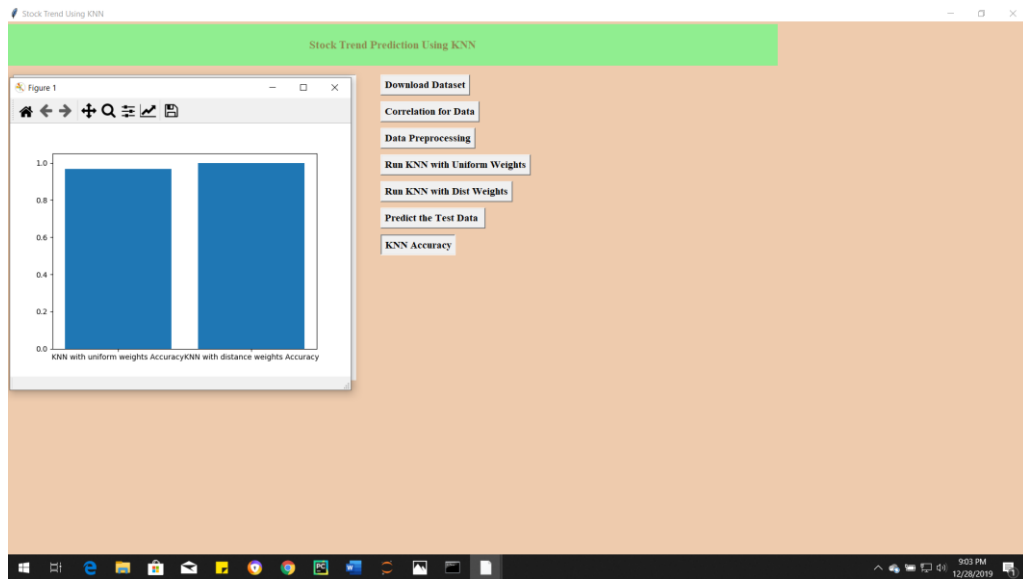 Stock Trend Using KNN
Stock Trend Prediction Using KNN
Figure 1
1.0
0.8
0.6
0.4
0.2
0.0
KNN with uniform weights Accuracy
KNN with distance weights Accuracy
Download Dataset
Correlation for Data
Data Preprocessing
Run KNN with Uniform Weights
Run KNN with Dist Weights
Predict the Test Data
KNN Accuracy
9:03 PM
12/28/2019